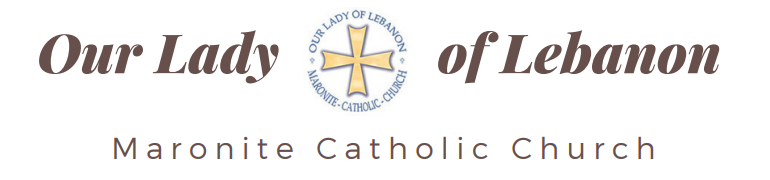 Our Lady of Lebanon
OUR LADY OF LEBANON
MARONITE - CATHOLIC - CHURCH
Maronite Catholic Church